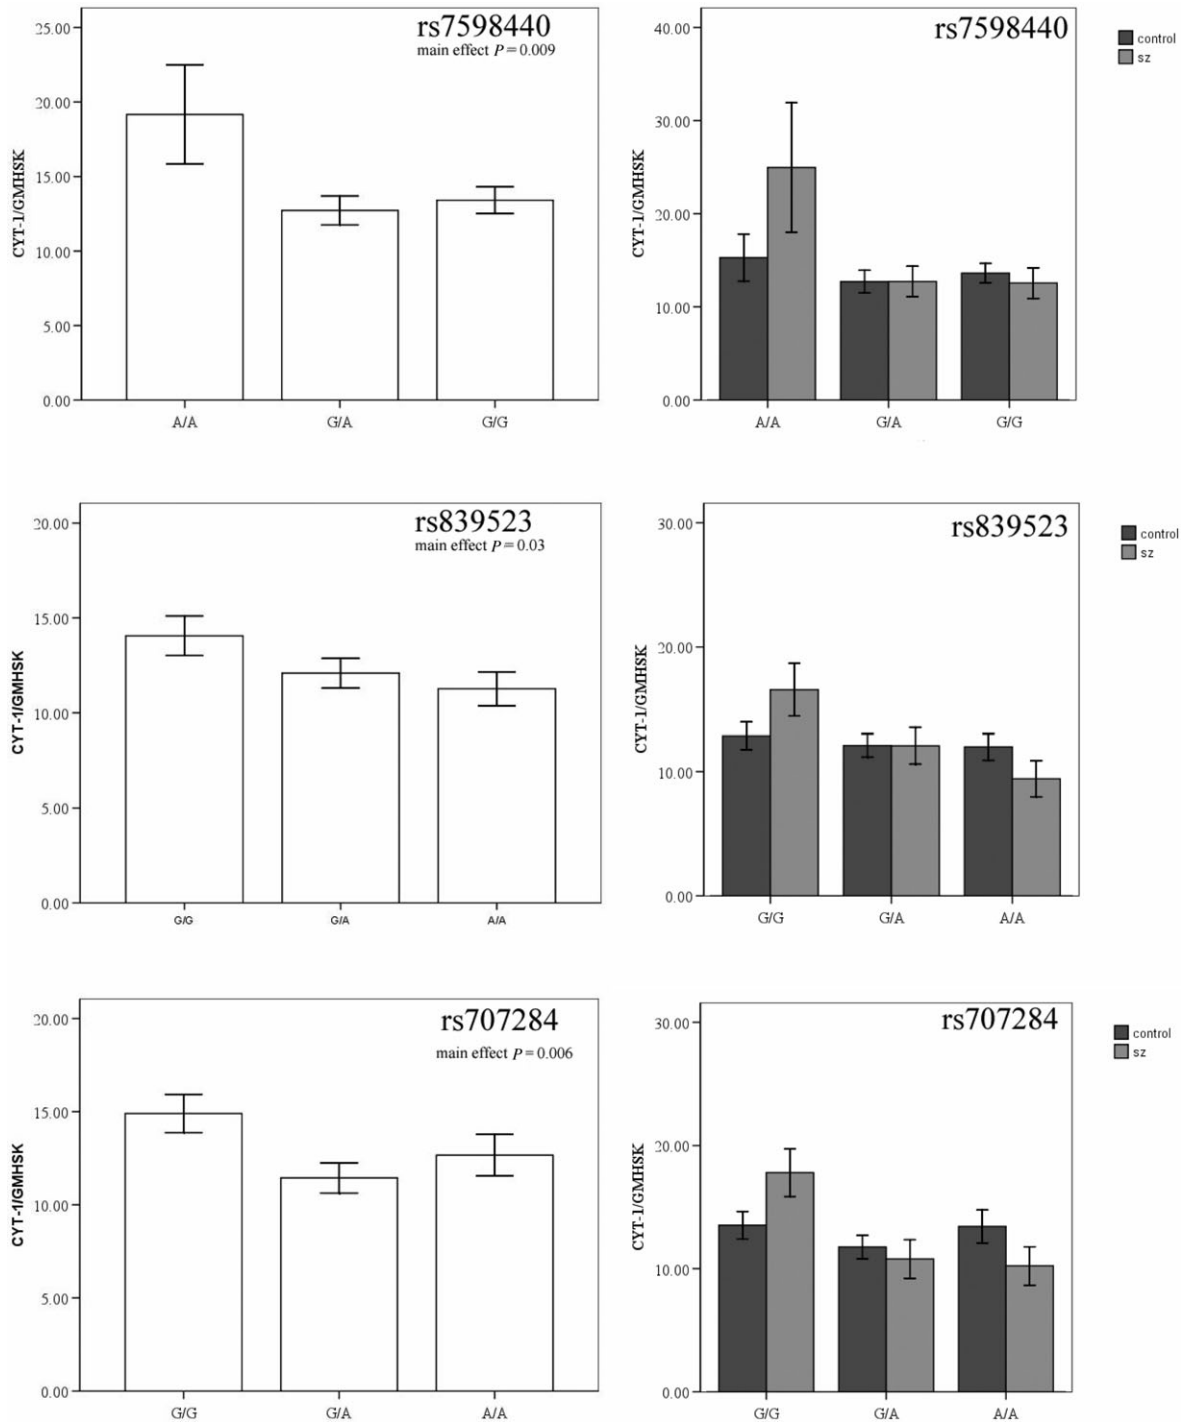 rs7598440
main effect P = 0.009
25.00
20.00
15.00
10.00
5.00
0.00
CYT-1/GMHSK
A/A G/A G/G
rs7598440
40.00
30.00
20.00
10.00
0.00
CYT-1/GMHSK
A/A G/A G/G
control
sz
rs839523
main effect P = 0.03
20.00
15.00
10.00
5.00
0.00
CYT-1/GMHSK
G/G G/A A/A
rs839523
30.00
20.00
10.00
0.00
CYT-1/GMHSK
G/G G/A A/A
control
sz
rs707284
main effect P = 0.006
20.00
15.00
10.00
5.00
0.00
CYT-1/GMHSK
G/G G/A A/A
rs707284
30.00
20.00
10.00
0.00
CYT-1/GMHSK
G/G G/A A/A
control
sz